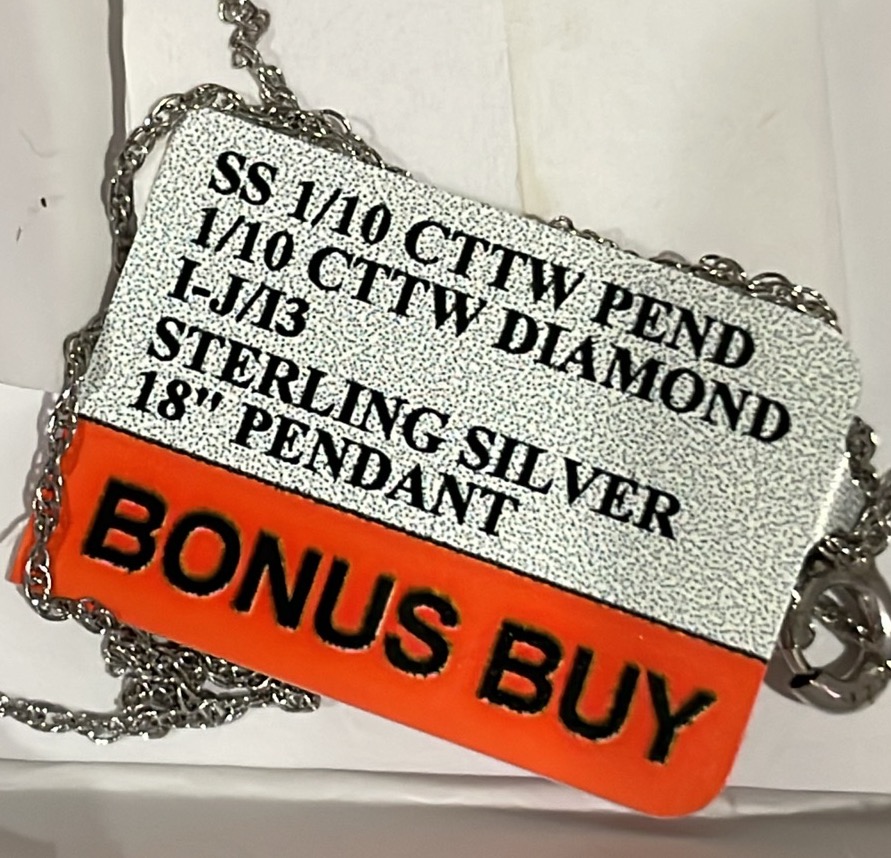 SS 1/10 CTTW PEND
1/10 CTTW DIAMOND
I-J/I3
STERLING SILVER
18" PENDANT
BONUS BUY